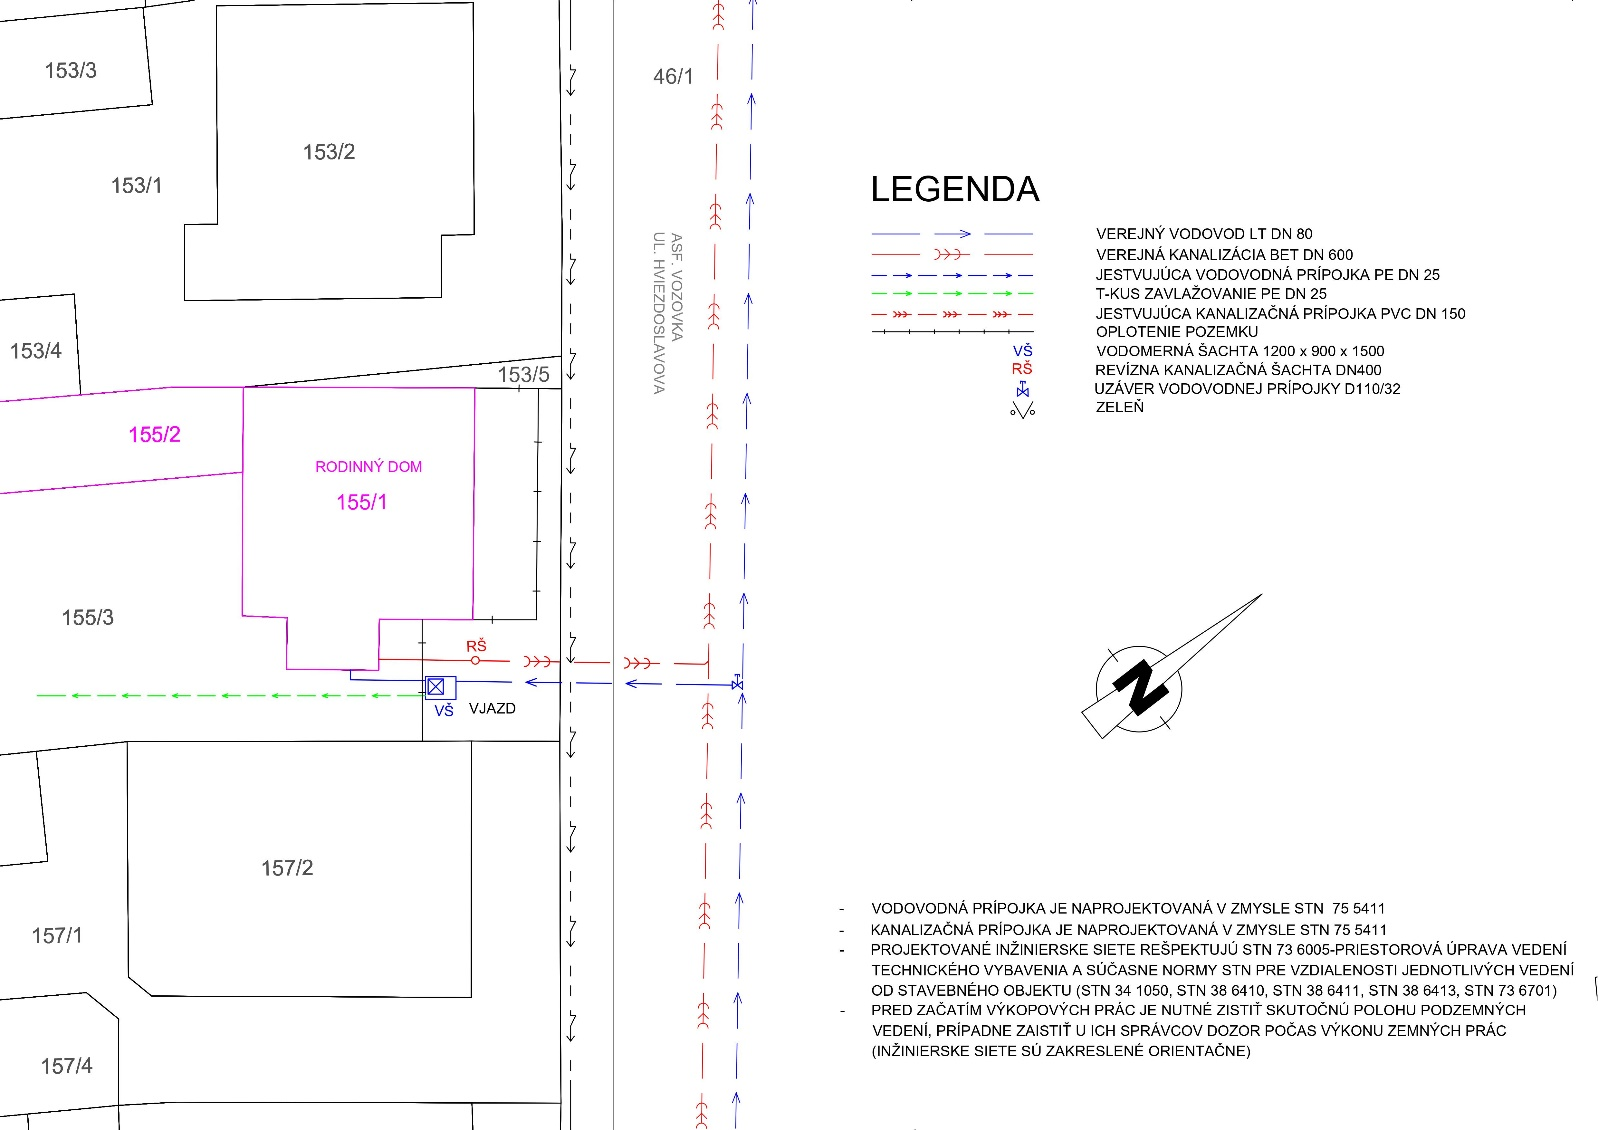 153/3
46/1
153/2
153/1
ASF. VOZOVKA
UL. HVIEZDOSLAVOVA
153/4
153/5
155/2
RODINNÝ DOM
155/1
155/3
RŠ
VŠ
VJAZD
157/2
157/1
157/4
LEGENDA
VEREJNÝ VODOVOD LT DN 80
VEREJNÁ KANALIZÁCIA BET DN 600
JESTVUJÚCA VODOVODNÁ PRÍPOJKA PE DN 25
T-KUS ZAVLAŽOVANIE PE DN 25
JESTVUJÚCA KANALIZAČNÁ PRÍPOJKA PVC DN 150
OPLOTENIE POZEMKU
VŠ VODOMERNÁ ŠACHTA 1200 x 900 x 1500
RŠ REVÍZNA KANALIZAČNÁ ŠACHTA DN400
UZÁVER VODOVODNEJ PRÍPOJKY D110/32
ZELEŇ
N
- VODOVODNÁ PRÍPOJKA JE NAPROJEKTOVANÁ V ZMYSLE STN 75 5411
- KANALIZAČNÁ PRÍPOJKA JE NAPROJEKTOVANÁ V ZMYSLE STN 75 5411
- PROJEKTOVANÉ INŽINIERSKE SIETE REŠPEKTUJÚ STN 73 6005-PRIESTOROVÁ ÚPRAVA VEDENÍ
TECHNICKÉHO VYBAVENIA A SÚČASNE NORMY STN PRE VZDIALENOSTI JEDNOTLIVÝCH VEDENÍ
OD STAVEBNÉHO OBJEKTU (STN 34 1050, STN 38 6410, STN 38 6411, STN 38 6413, STN 73 6701)
- PRED ZAČATÍM VÝKOPOVÝCH PRÁC JE NUTNÉ ZISTIŤ SKUTOČNÚ POLOHU PODZEMNÝCH
VEDENÍ, PRÍPADNE ZAISTIŤ U ICH SPRÁVCOV DOZOR POČAS VÝKONU ZEMNÝCH PRÁC
(INŽINIERSKE SIETE SÚ ZAKRESLENÉ ORIENTAČNE)